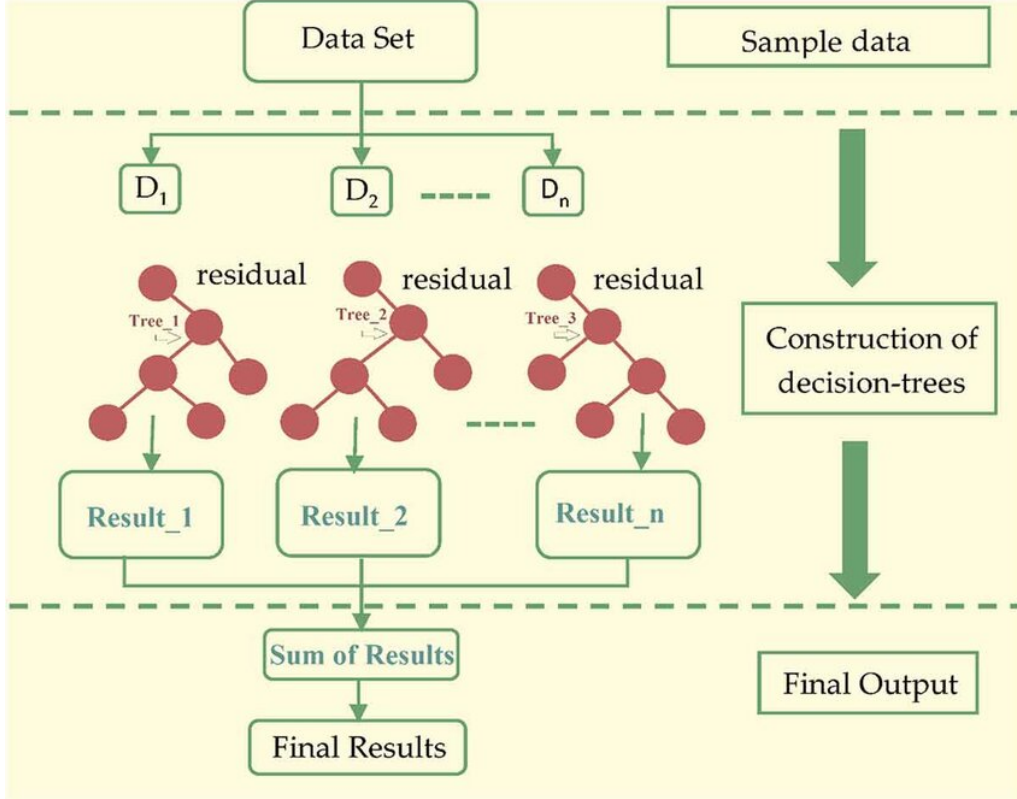 Data Set
Sample data
D₁
D₂
Dₙ
residual
residual
residual
Tree_1
Tree_2
Tree_3
Construction of
decision-trees
Result_1
Result_2
Result_n
Sum of Results
Final Output
Final Results